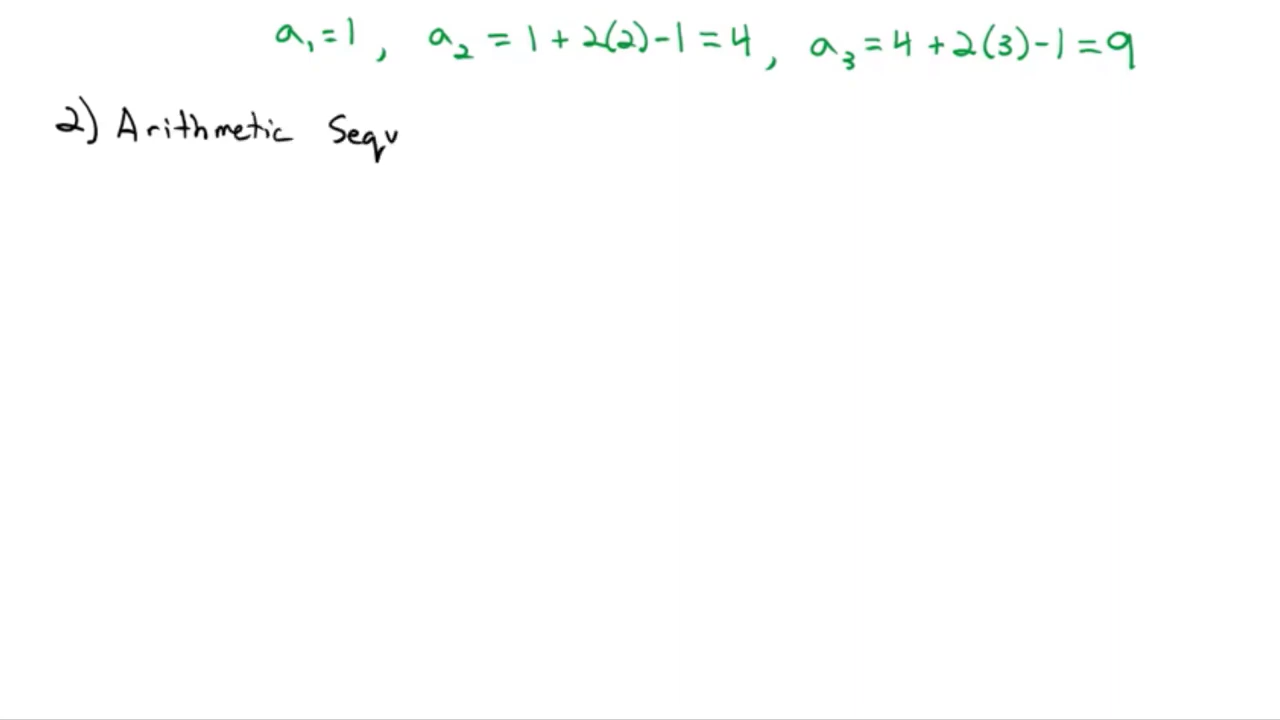 a₁ = 1 , a₂ = 1 + 2(2) - 1 = 4 , a₃ = 4 + 2(3) - 1 = 9
2) Arithmetic Sequ